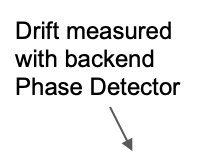 Drift measured
with backend
Phase Detector